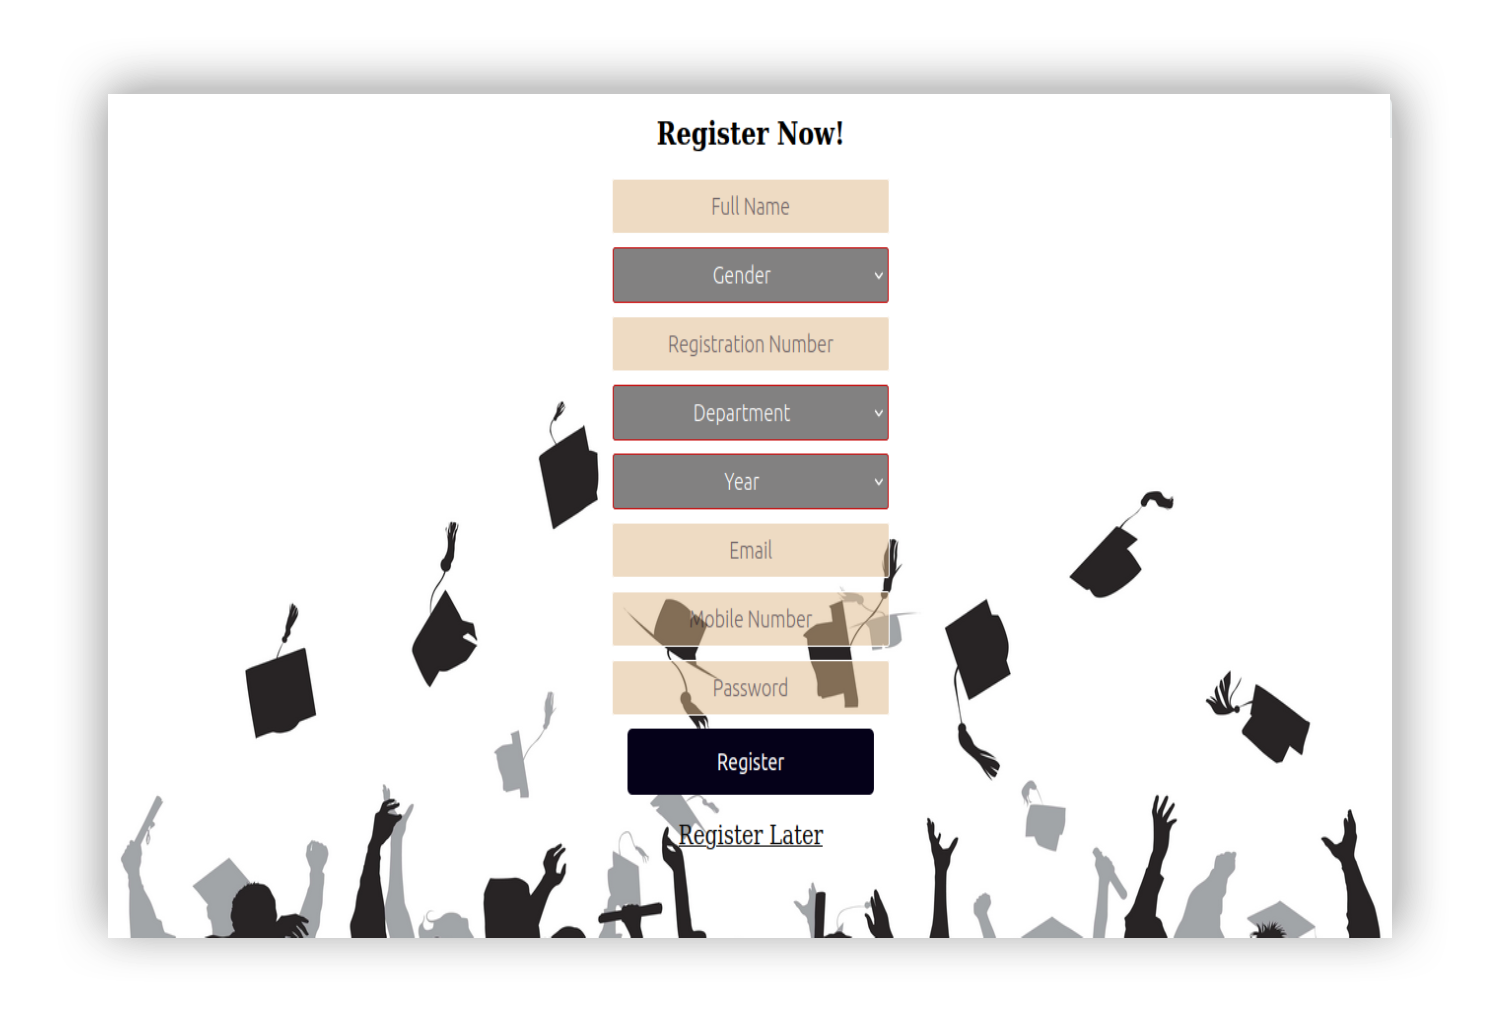 Register Now!
Full Name
Gender
Registration Number
Department
Year
Email
Mobile Number
Password
Register
Register Later